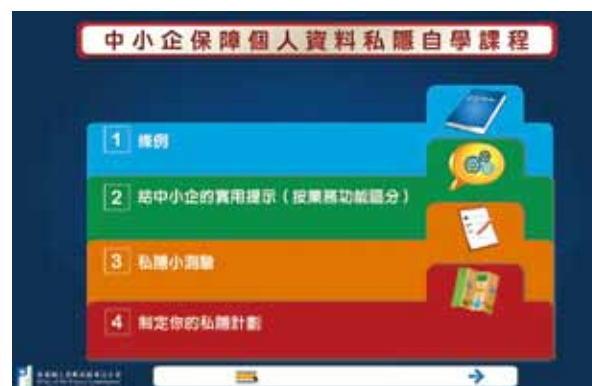 中小企保障個人資料私隱自學課程
1 條例
2 給中小企的實用提示（按業務功能區分）
3 私隱小測驗
4 制定你的私隱計劃